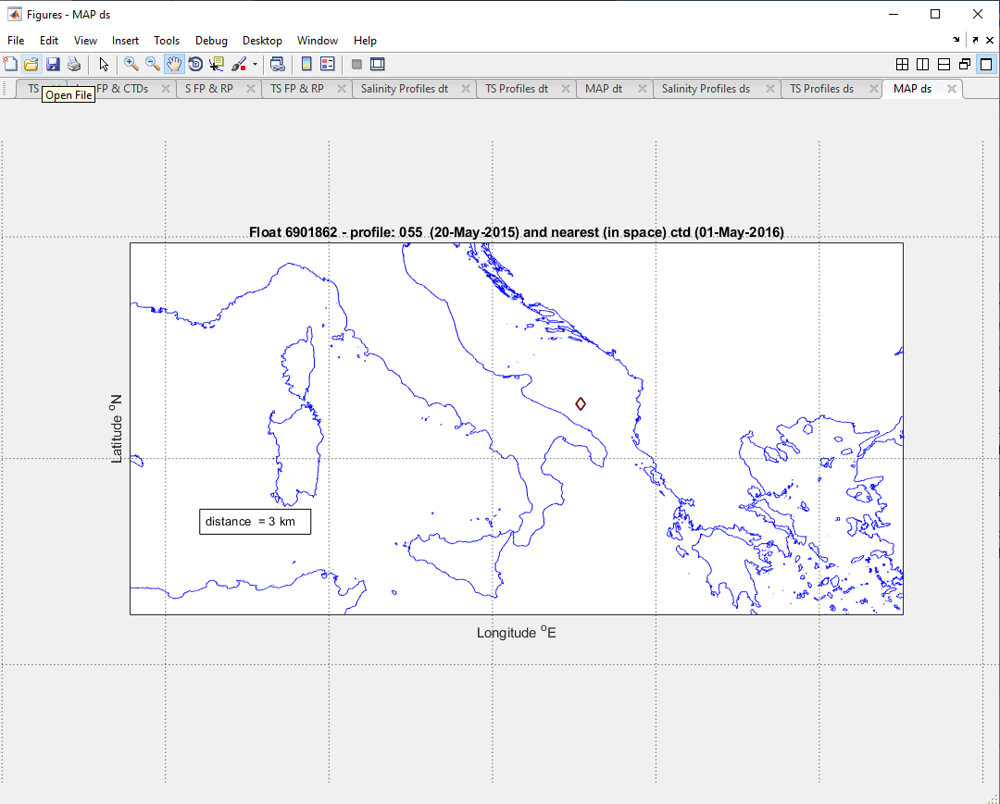 Figures - MAP ds
File Edit View Insert Tools Debug Desktop Window Help
TS FP & CTDs S FP & RP TS FP & RP Salinity Profiles dt TS Profiles dt MAP dt Salinity Profiles ds TS Profiles ds MAP ds
Open File
Float 6901862 - profile: 055 (20-May-2015) and nearest (in space) ctd (01-May-2016)
Latitude °N
distance = 3 km
Longitude °E